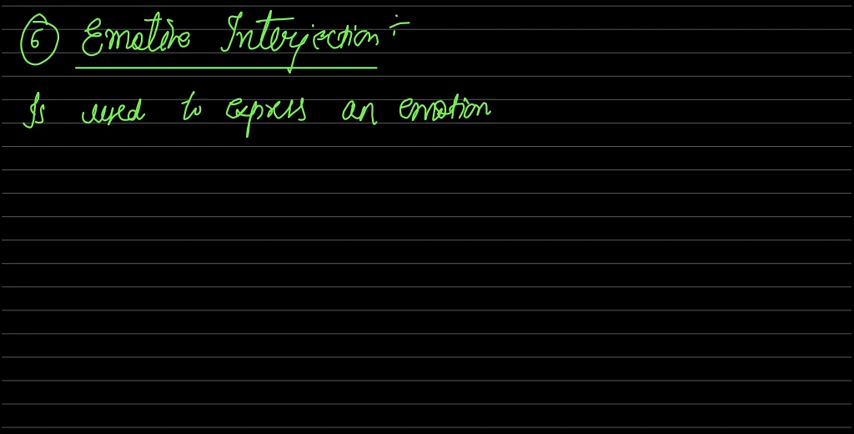 ⑥ Emotive Interjection :-
Is used to express an emotion